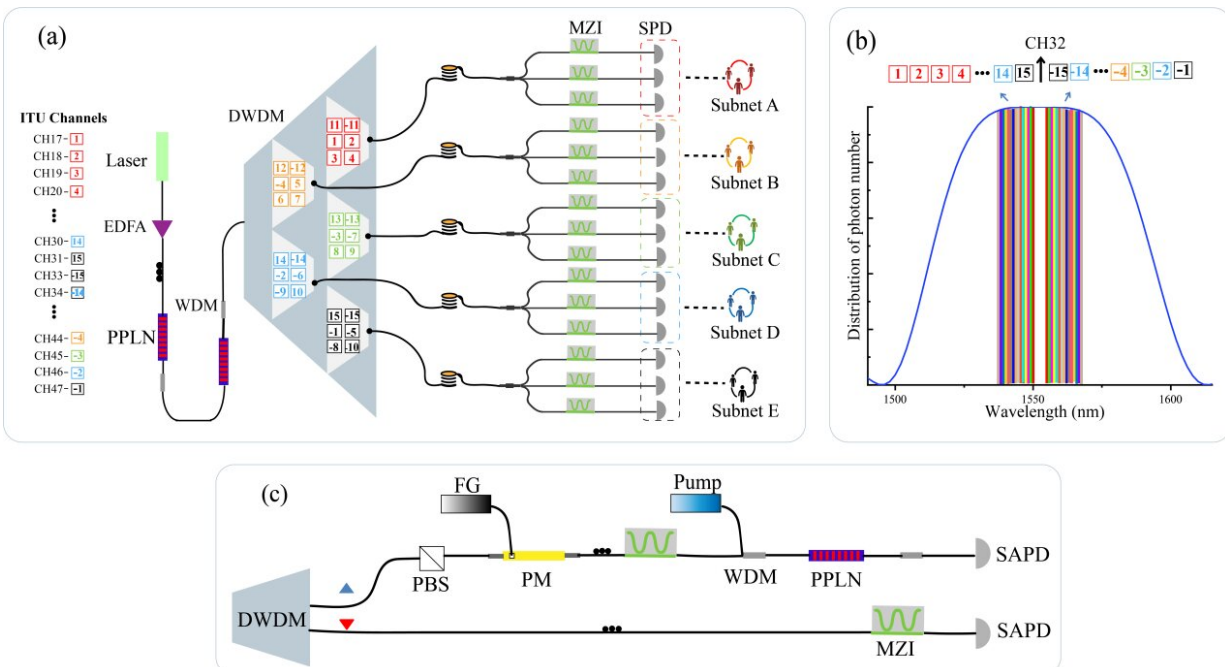 (a)
ITU Channels
CH17- 1
CH18- 2
CH19- 3
CH20- 4
CH30- 14
CH31- 15
CH33- -15
CH34- -14
CH44- -4
CH45- -3
CH46- -2
CH47- -1
Laser
EDFA
PPLN
WDM
DWDM
11 -11
1 2
3 4
12 -12
-4 5
6 7
13 -13
-3 -7
8 9
14 -14
-2 -6
-9 10
15 -15
-1 -5
-8 -10
MZI
SPD
Subnet A
Subnet B
Subnet C
Subnet D
Subnet E
(b)
CH32
1 2 3 4 ••• 14 15 -15 -14 ••• -4 -3 -2 -1
Distribution of photon number
1500 1550 1600
Wavelength (nm)
(c)
FG
Pump
PBS
PM
WDM
PPLN
SAPD
DWDM
MZI
SAPD